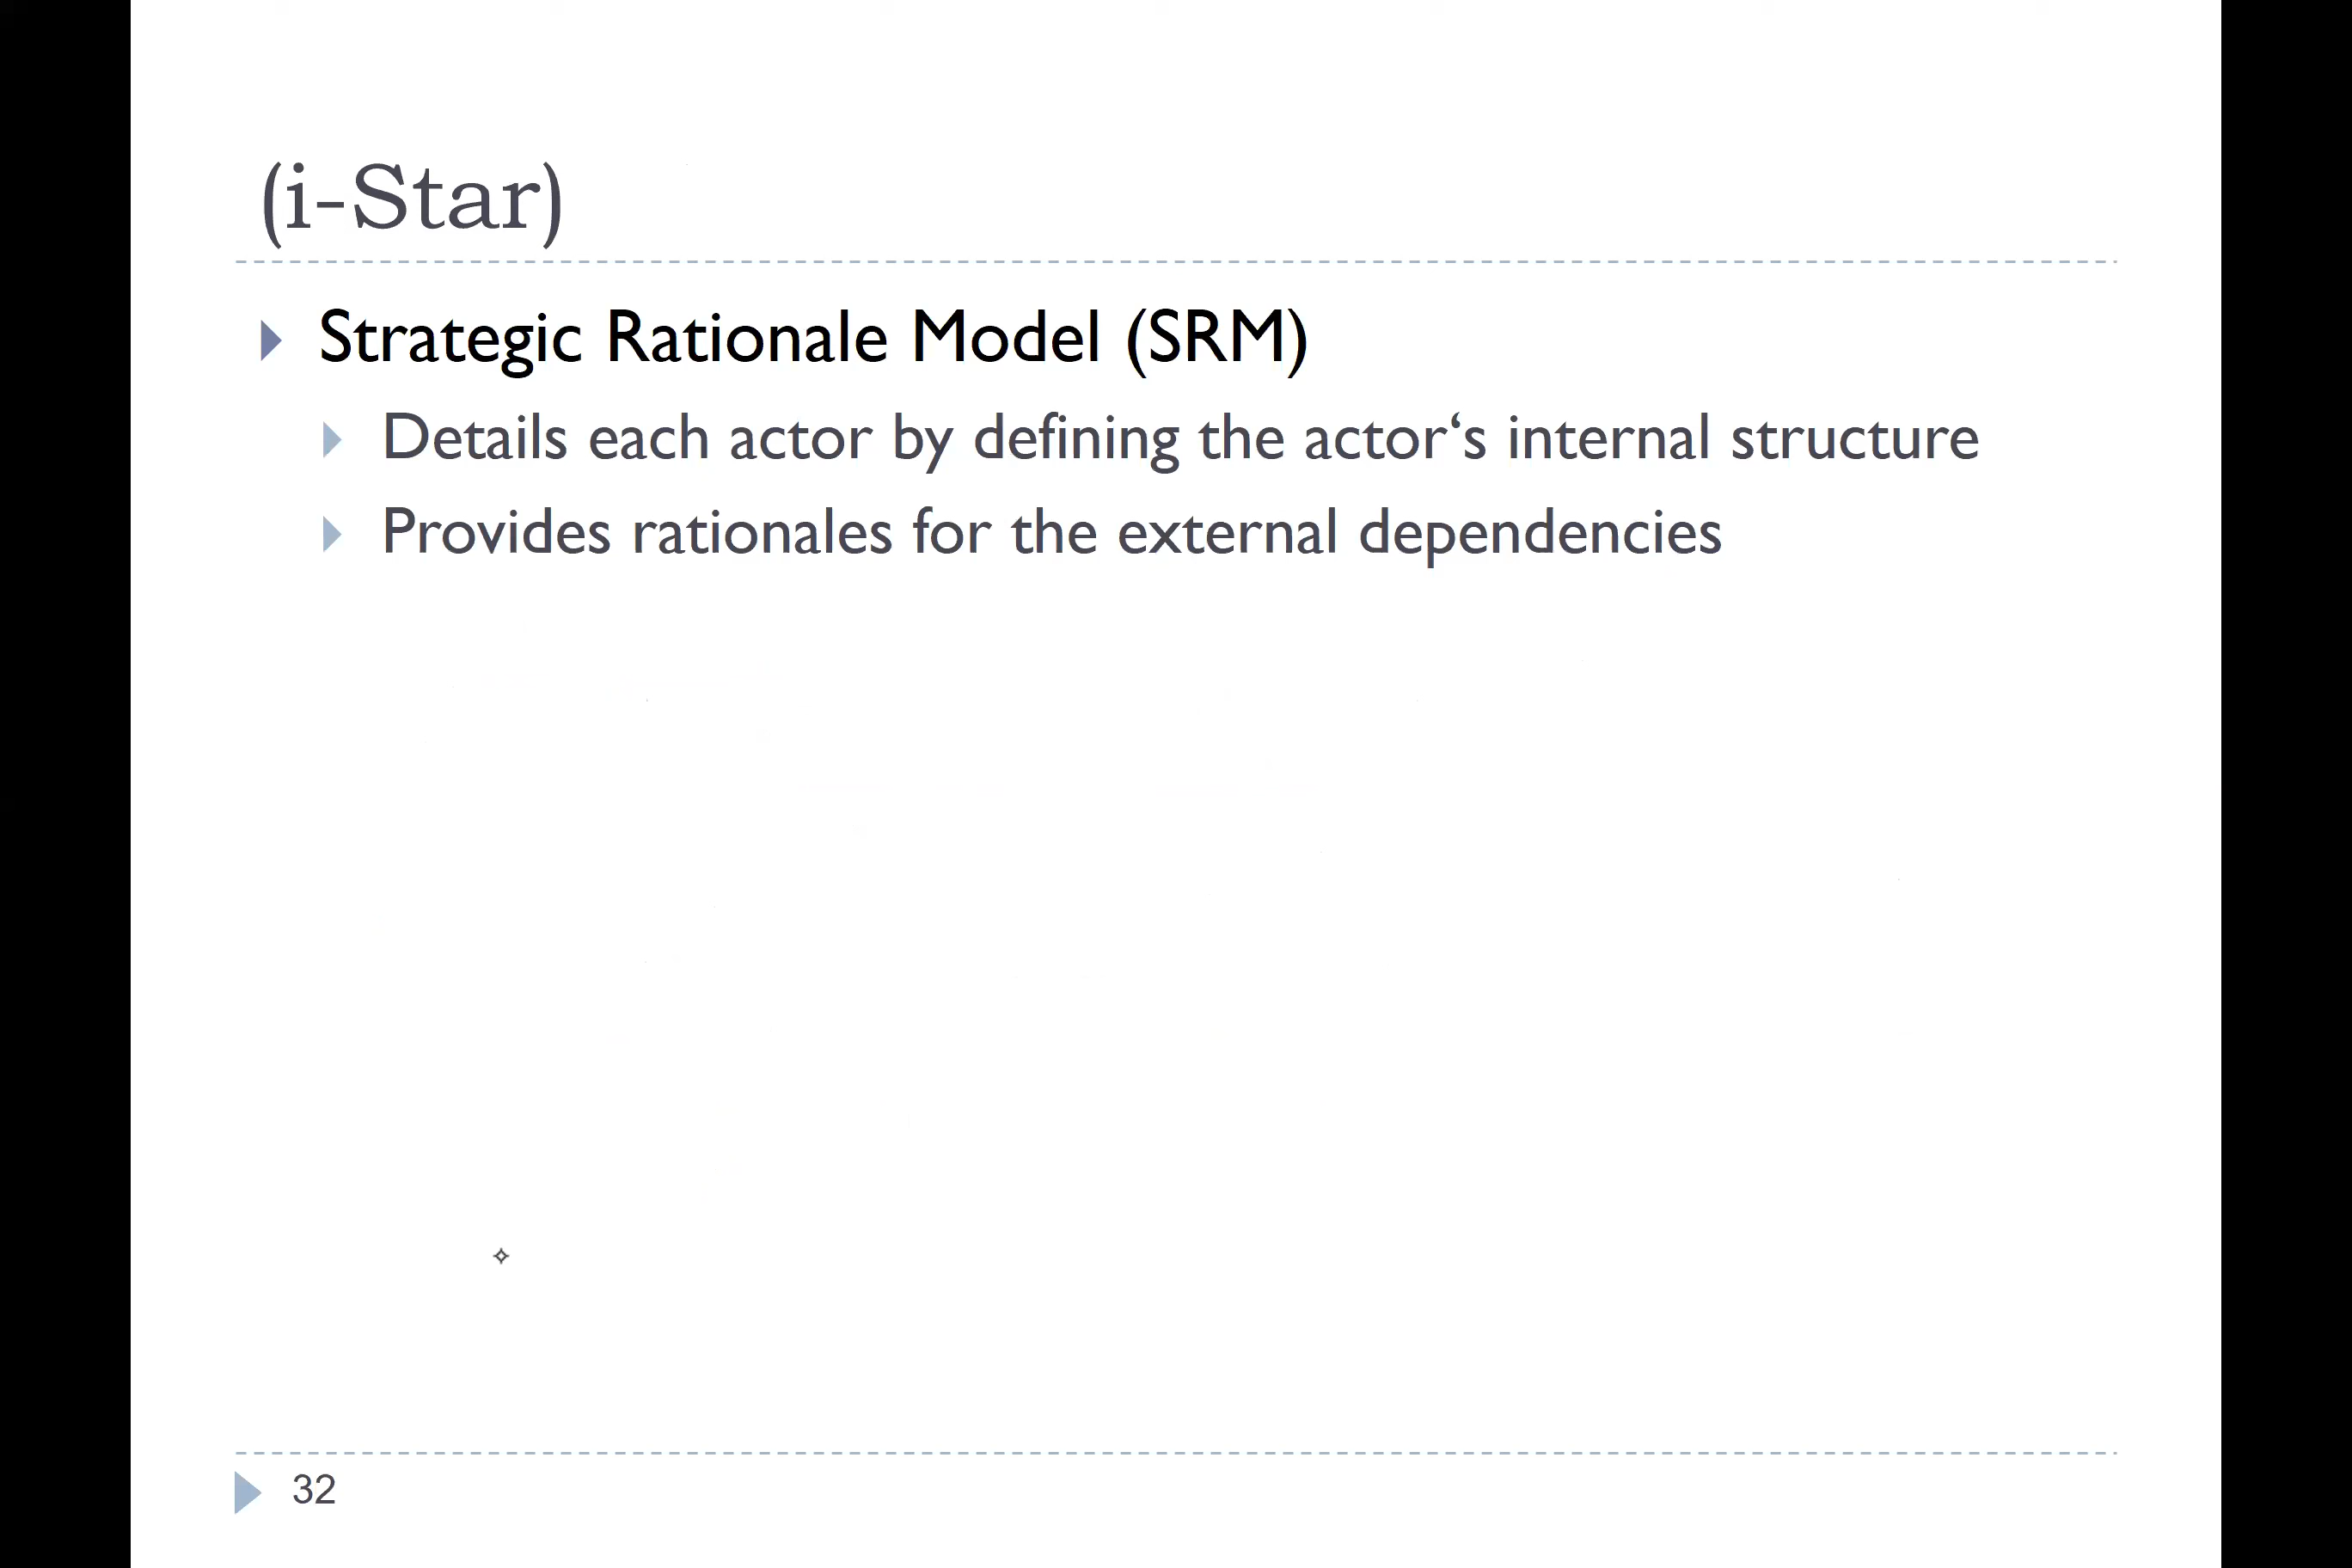 (i-Star)
Strategic Rationale Model (SRM)
Details each actor by defining the actor‘s internal structure
Provides rationales for the external dependencies
32